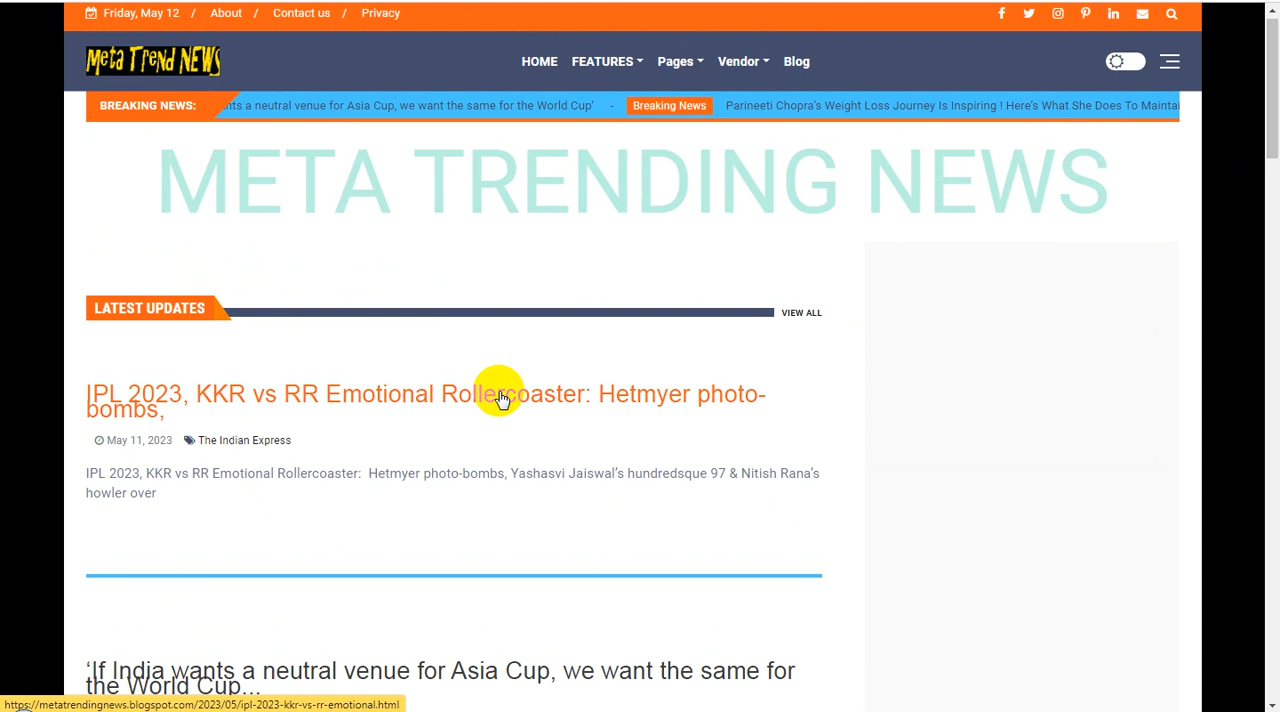 Friday, May 12 / About / Contact us / Privacy
Meta Trend NEWS
HOME FEATURES Pages Vendor Blog
BREAKING NEWS: nts a neutral venue for Asia Cup, we want the same for the World Cup' - Breaking News Parineeti Chopra's Weight Loss Journey Is Inspiring ! Here's What She Does To Maintai
META TRENDING NEWS
LATEST UPDATES VIEW ALL
IPL 2023, KKR vs RR Emotional Rollercoaster: Hetmyer photo-
bombs,
May 11, 2023 The Indian Express
IPL 2023, KKR vs RR Emotional Rollercoaster: Hetmyer photo-bombs, Yashasvi Jaiswal's hundredsque 97 & Nitish Rana's
howler over
‘If India wants a neutral venue for Asia Cup, we want the same for
the World Cup...
https://metatrendingnews.blogspot.com/2023/05/ipl-2023-kkr-vs-rr-emotional.html